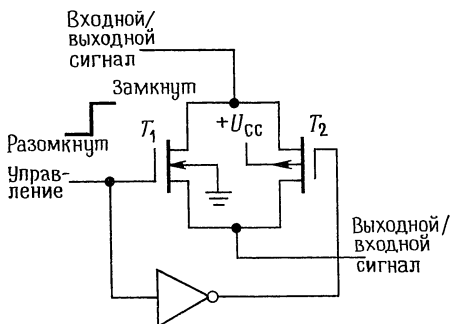 Входной/
выходной
сигнал
Замкнут
Разомкнут
T1
+UCC
T2
Управ-
ление
Выходной/
входной
сигнал